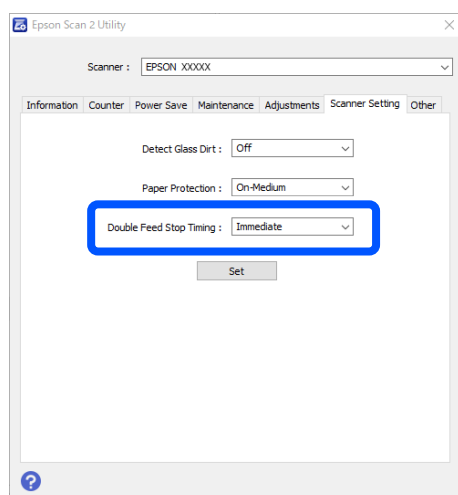 Epson Scan 2 Utility
Scanner : EPSON XXXXX
Information Counter Power Save Maintenance Adjustments Scanner Setting Other
Detect Glass Dirt : Off
Paper Protection : On-Medium
Double Feed Stop Timing : Immediate
Set
?